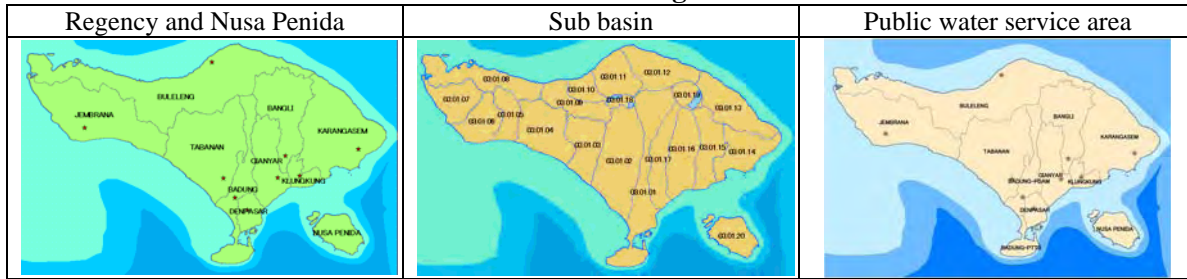 Regency and Nusa Penida
Sub basin
Public water service area
BULELENG
JEMBRANA
BANGLI
KARANGASEM
TABANAN
GIANYAR
BADUNG
KLUNGKUNG
DENPASAR
NUSA PENIDA
03.01.11
03.01.12
03.01.08
03.01.10
03.01.07
03.01.09
03.01.18
03.01.19
03.01.13
03.01.06
03.01.05
03.01.04
03.01.03
03.01.02
03.01.17
03.01.16
03.01.15
03.01.14
03.01.01
03.01.20
BULELENG
JEMBRANA
BANGLI
KARANGASEM
TABANAN
GIANYAR
BADUNG-PDAM
KLUNGKUNG
DENPASAR
NUSA PENIDA
BADUNG-PTTB